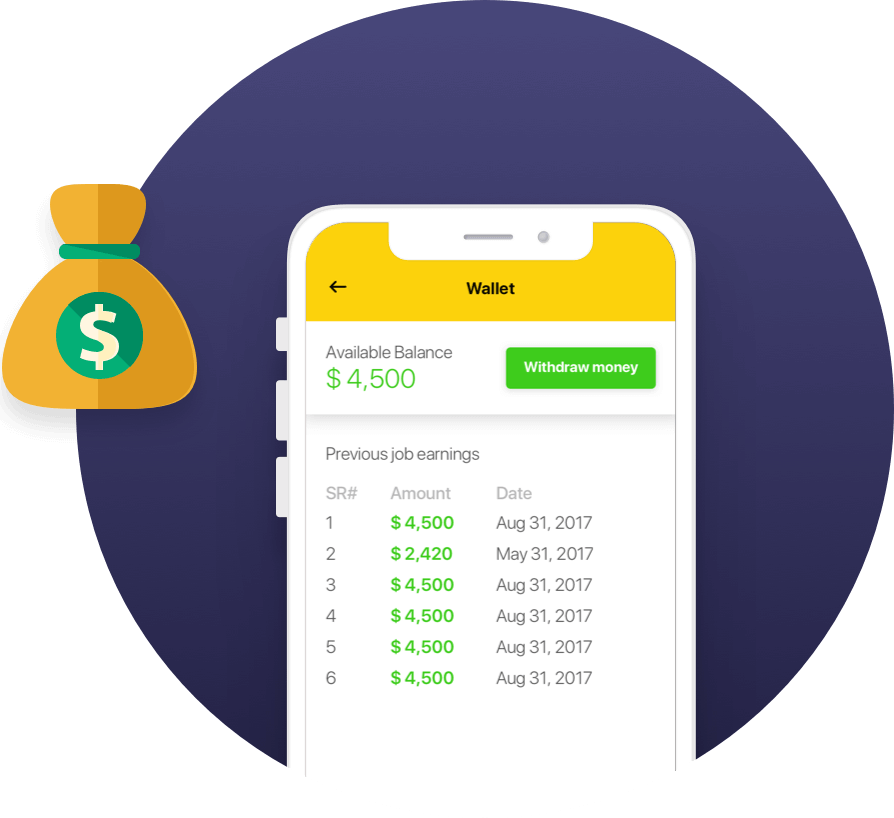 $
Wallet
Available Balance
$ 4,500
Withdraw money
Previous job earnings
SR# Amount Date
1 $ 4,500 Aug 31, 2017
2 $ 2,420 May 31, 2017
3 $ 4,500 Aug 31, 2017
4 $ 4,500 Aug 31, 2017
5 $ 4,500 Aug 31, 2017
6 $ 4,500 Aug 31, 2017